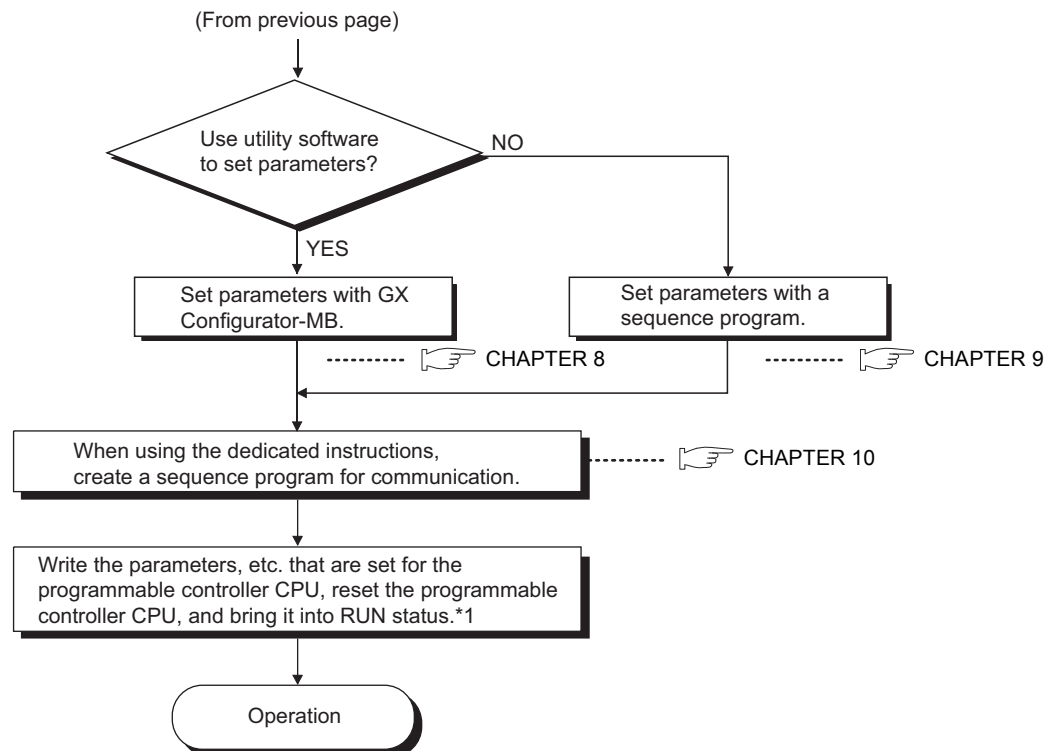 (From previous page)
Use utility software
to set parameters?
NO
YES
Set parameters with GX
Configurator-MB.
Set parameters with a
sequence program.
CHAPTER 8
CHAPTER 9
When using the dedicated instructions,
create a sequence program for communication.
CHAPTER 10
Write the parameters, etc. that are set for the
programmable controller CPU, reset the programmable
controller CPU, and bring it into RUN status.*1
Operation